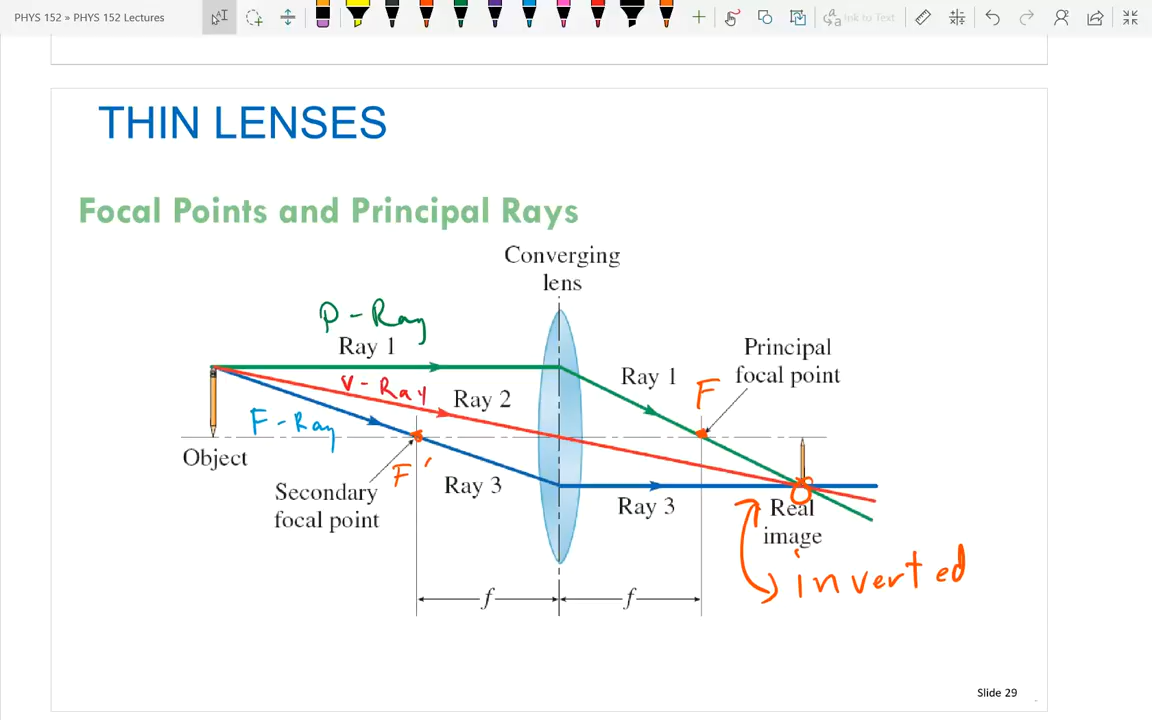 PHYS 152 » PHYS 152 Lectures
Ink to Text
THIN LENSES
Focal Points and Principal Rays
Converging
lens
P - Ray
Ray 1
Principal
focal point
Ray 1
F
V - Ray
Ray 2
F - Ray
Object
F'
Secondary
focal point
Ray 3
Ray 3
Real
image
inverted
f
f
Slide 29